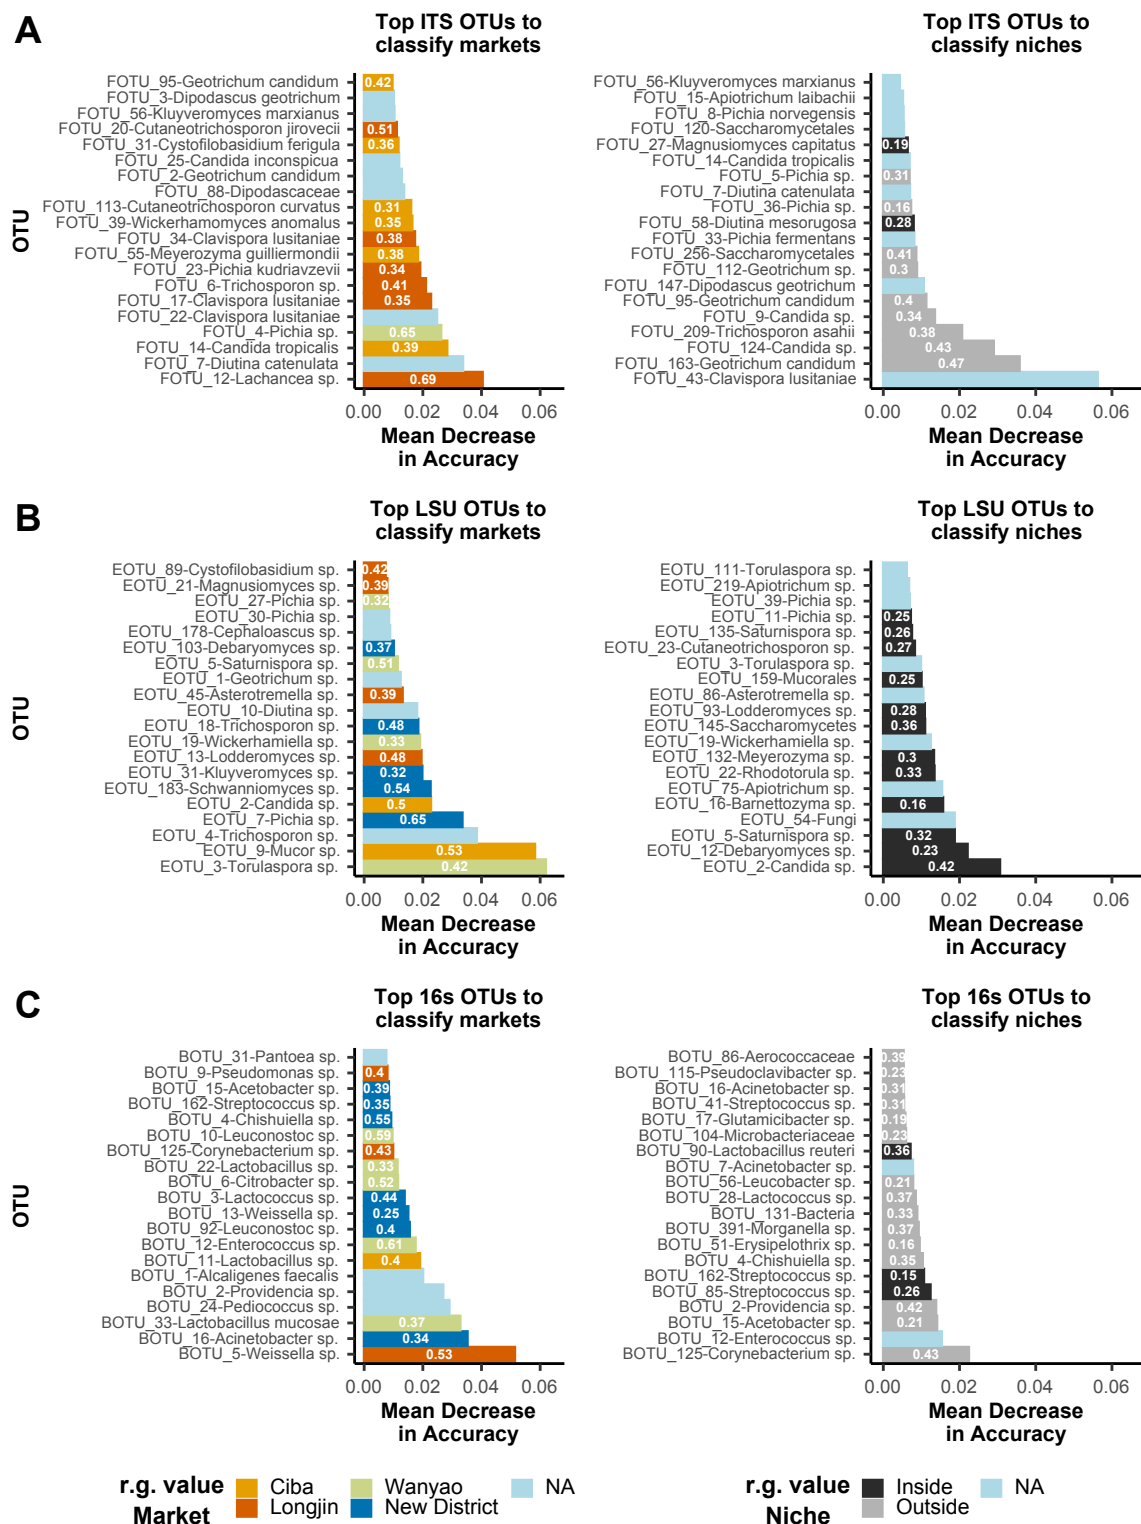 A
Top ITS OTUs to
classify markets
Top ITS OTUs to
classify niches
OTU
FOTU_95-Geotrichum candidum 0.42
FOTU_3-Dipodascus geotrichum
FOTU_56-Kluyveromyces marxianus
FOTU_20-Cutaneotrichosporon jirovecii 0.51
FOTU_31-Cystofilobasidium ferigula 0.36
FOTU_25-Candida inconspicua
FOTU_2-Geotrichum candidum
FOTU_88-Dipodascaceae
FOTU_113-Cutaneotrichosporon curvatus 0.31
FOTU_39-Wickerhamomyces anomalus 0.35
FOTU_34-Clavispora lusitaniae 0.38
FOTU_55-Meyerozyma guilliermondii 0.38
FOTU_23-Pichia kudriavzevii 0.34
FOTU_6-Trichosporon sp. 0.41
FOTU_17-Clavispora lusitaniae 0.35
FOTU_22-Clavispora lusitaniae
FOTU_4-Pichia sp. 0.65
FOTU_14-Candida tropicalis 0.39
FOTU_7-Diutina catenulata
FOTU_12-Lachancea sp. 0.69
0.00 0.02 0.04 0.06
Mean Decrease
in Accuracy
FOTU_56-Kluyveromyces marxianus
FOTU_15-Apiotrichum laibachii
FOTU_8-Pichia norvegensis
FOTU_120-Saccharomycetales
FOTU_27-Magnusiomyces capitatus 0.19
FOTU_14-Candida tropicalis
FOTU_5-Pichia sp. 0.31
FOTU_7-Diutina catenulata
FOTU_36-Pichia sp. 0.16
FOTU_58-Diutina mesorugosa 0.28
FOTU_33-Pichia fermentans
FOTU_256-Saccharomycetales 0.41
FOTU_112-Geotrichum sp. 0.3
FOTU_147-Dipodascus geotrichum
FOTU_95-Geotrichum candidum 0.4
FOTU_9-Candida sp. 0.34
FOTU_209-Trichosporon asahii 0.38
FOTU_124-Candida sp. 0.43
FOTU_163-Geotrichum candidum 0.47
FOTU_43-Clavispora lusitaniae
0.00 0.02 0.04 0.06
Mean Decrease
in Accuracy
B
Top LSU OTUs to
classify markets
Top LSU OTUs to
classify niches
OTU
EOTU_89-Cystofilobasidium sp. 0.42
EOTU_21-Magnusiomyces sp. 0.39
EOTU_27-Pichia sp. 0.32
EOTU_30-Pichia sp.
EOTU_178-Cephaloascus sp.
EOTU_103-Debaryomyces sp. 0.37
EOTU_5-Saturnispora sp. 0.51
EOTU_1-Geotrichum sp.
EOTU_45-Asterotremella sp. 0.39
EOTU_10-Diutina sp.
EOTU_18-Trichosporon sp. 0.48
EOTU_19-Wickerhamiella sp. 0.33
EOTU_13-Lodderomyces sp. 0.48
EOTU_31-Kluyveromyces sp. 0.32
EOTU_183-Schwanniomyces sp. 0.54
EOTU_2-Candida sp. 0.5
EOTU_7-Pichia sp. 0.65
EOTU_4-Trichosporon sp.
EOTU_9-Mucor sp. 0.53
EOTU_3-Torulaspora sp. 0.42
0.00 0.02 0.04 0.06
Mean Decrease
in Accuracy
EOTU_111-Torulaspora sp.
EOTU_219-Apiotrichum sp.
EOTU_39-Pichia sp.
EOTU_11-Pichia sp. 0.25
EOTU_135-Saturnispora sp. 0.26
EOTU_23-Cutaneotrichosporon sp. 0.27
EOTU_3-Torulaspora sp.
EOTU_159-Mucorales 0.25
EOTU_86-Asterotremella sp.
EOTU_93-Lodderomyces sp. 0.28
EOTU_145-Saccharomycetes 0.36
EOTU_19-Wickerhamiella sp.
EOTU_132-Meyerozyma sp. 0.3
EOTU_22-Rhodotorula sp. 0.33
EOTU_75-Apiotrichum sp.
EOTU_16-Barnettozyma sp. 0.16
EOTU_54-Fungi
EOTU_5-Saturnispora sp. 0.32
EOTU_12-Debaryomyces sp. 0.23
EOTU_2-Candida sp. 0.42
0.00 0.02 0.04 0.06
Mean Decrease
in Accuracy
C
Top 16s OTUs to
classify markets
Top 16s OTUs to
classify niches
OTU
BOTU_31-Pantoea sp.
BOTU_9-Pseudomonas sp. 0.4
BOTU_15-Acetobacter sp. 0.39
BOTU_162-Streptococcus sp. 0.35
BOTU_4-Chishuiella sp. 0.55
BOTU_10-Leuconostoc sp. 0.59
BOTU_125-Corynebacterium sp. 0.43
BOTU_22-Lactobacillus sp. 0.33
BOTU_6-Citrobacter sp. 0.52
BOTU_3-Lactococcus sp. 0.44
BOTU_13-Weissella sp. 0.25
BOTU_92-Leuconostoc sp. 0.4
BOTU_12-Enterococcus sp. 0.61
BOTU_11-Lactobacillus sp. 0.4
BOTU_1-Alcaligenes faecalis
BOTU_2-Providencia sp.
BOTU_24-Pediococcus sp.
BOTU_33-Lactobacillus mucosae 0.37
BOTU_16-Acinetobacter sp. 0.34
BOTU_5-Weissella sp. 0.53
0.00 0.02 0.04 0.06
Mean Decrease
in Accuracy
BOTU_86-Aerococcaceae 0.39
BOTU_115-Pseudoclavibacter sp. 0.23
BOTU_16-Acinetobacter sp. 0.31
BOTU_41-Streptococcus sp. 0.31
BOTU_17-Glutamicibacter sp. 0.19
BOTU_104-Microbacteriaceae 0.23
BOTU_90-Lactobacillus reuteri 0.36
BOTU_7-Acinetobacter sp.
BOTU_56-Leucobacter sp. 0.21
BOTU_28-Lactococcus sp. 0.37
BOTU_131-Bacteria 0.33
BOTU_391-Morganella sp. 0.37
BOTU_51-Erysipelothrix sp. 0.16
BOTU_4-Chishuiella sp. 0.35
BOTU_162-Streptococcus sp. 0.15
BOTU_85-Streptococcus sp. 0.26
BOTU_2-Providencia sp. 0.42
BOTU_15-Acetobacter sp. 0.21
BOTU_12-Enterococcus sp.
BOTU_125-Corynebacterium sp. 0.43
0.00 0.02 0.04 0.06
Mean Decrease
in Accuracy
r.g. value
Market
Ciba Wanyao NA
Longjin New District
r.g. value
Niche
Inside NA
Outside